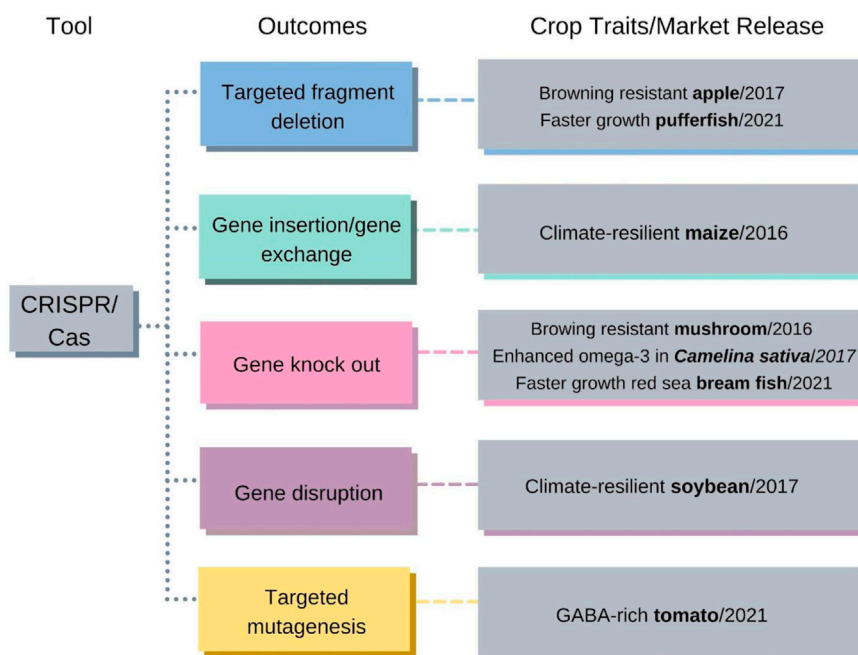 Tool
Outcomes
Crop Traits/Market Release
CRISPR/
Cas
Targeted fragment
deletion
Browning resistant apple/2017
Faster growth pufferfish/2021
Gene insertion/gene
exchange
Climate-resilient maize/2016
Gene knock out
Browing resistant mushroom/2016
Enhanced omega-3 in Camelina sativa/2017
Faster growth red sea bream fish/2021
Gene disruption
Climate-resilient soybean/2017
Targeted
mutagenesis
GABA-rich tomato/2021